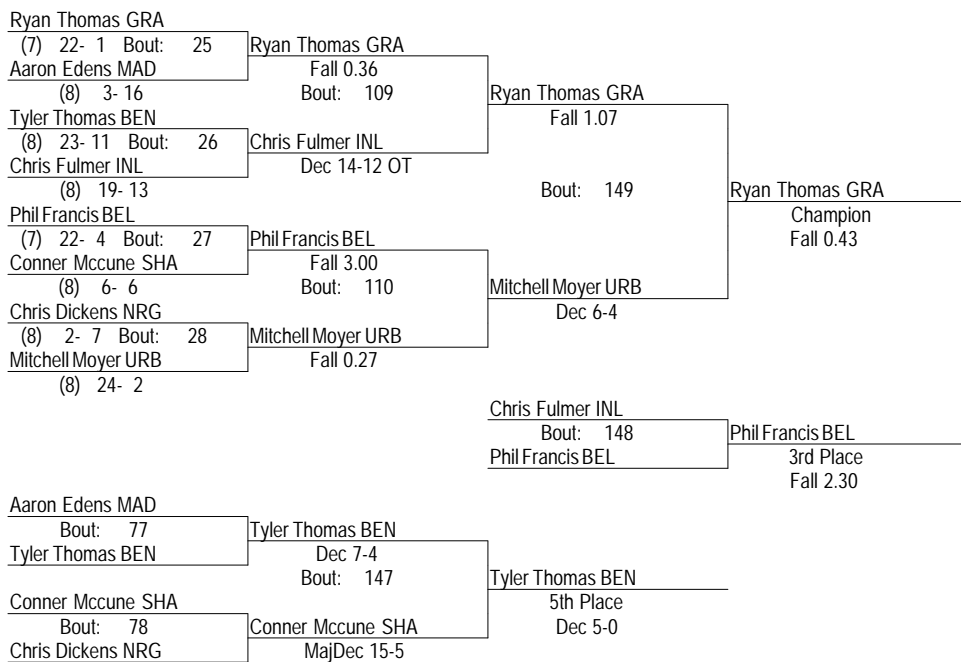 Ryan Thomas GRA
(7) 22- 1 Bout: 25
Aaron Edens MAD
(8) 3- 16
Tyler Thomas BEN
(8) 23- 11 Bout: 26
Chris Fulmer INL
(8) 19- 13
Phil Francis BEL
(7) 22- 4 Bout: 27
Conner Mccune SHA
(8) 6- 6
Chris Dickens NRG
(8) 2- 7 Bout: 28
Mitchell Moyer URB
(8) 24- 2
Ryan Thomas GRA
Fall 0.36
Bout: 109
Chris Fulmer INL
Dec 14-12 OT
Phil Francis BEL
Fall 3.00
Bout: 110
Mitchell Moyer URB
Fall 0.27
Ryan Thomas GRA
Fall 1.07
Bout: 149
Mitchell Moyer URB
Dec 6-4
Ryan Thomas GRA
Champion
Fall 0.43
Chris Fulmer INL
Bout: 148
Phil Francis BEL
Phil Francis BEL
3rd Place
Fall 2.30
Aaron Edens MAD
Bout: 77
Tyler Thomas BEN
Conner Mccune SHA
Bout: 78
Chris Dickens NRG
Tyler Thomas BEN
Dec 7-4
Bout: 147
Conner Mccune SHA
MajDec 15-5
Tyler Thomas BEN
5th Place
Dec 5-0